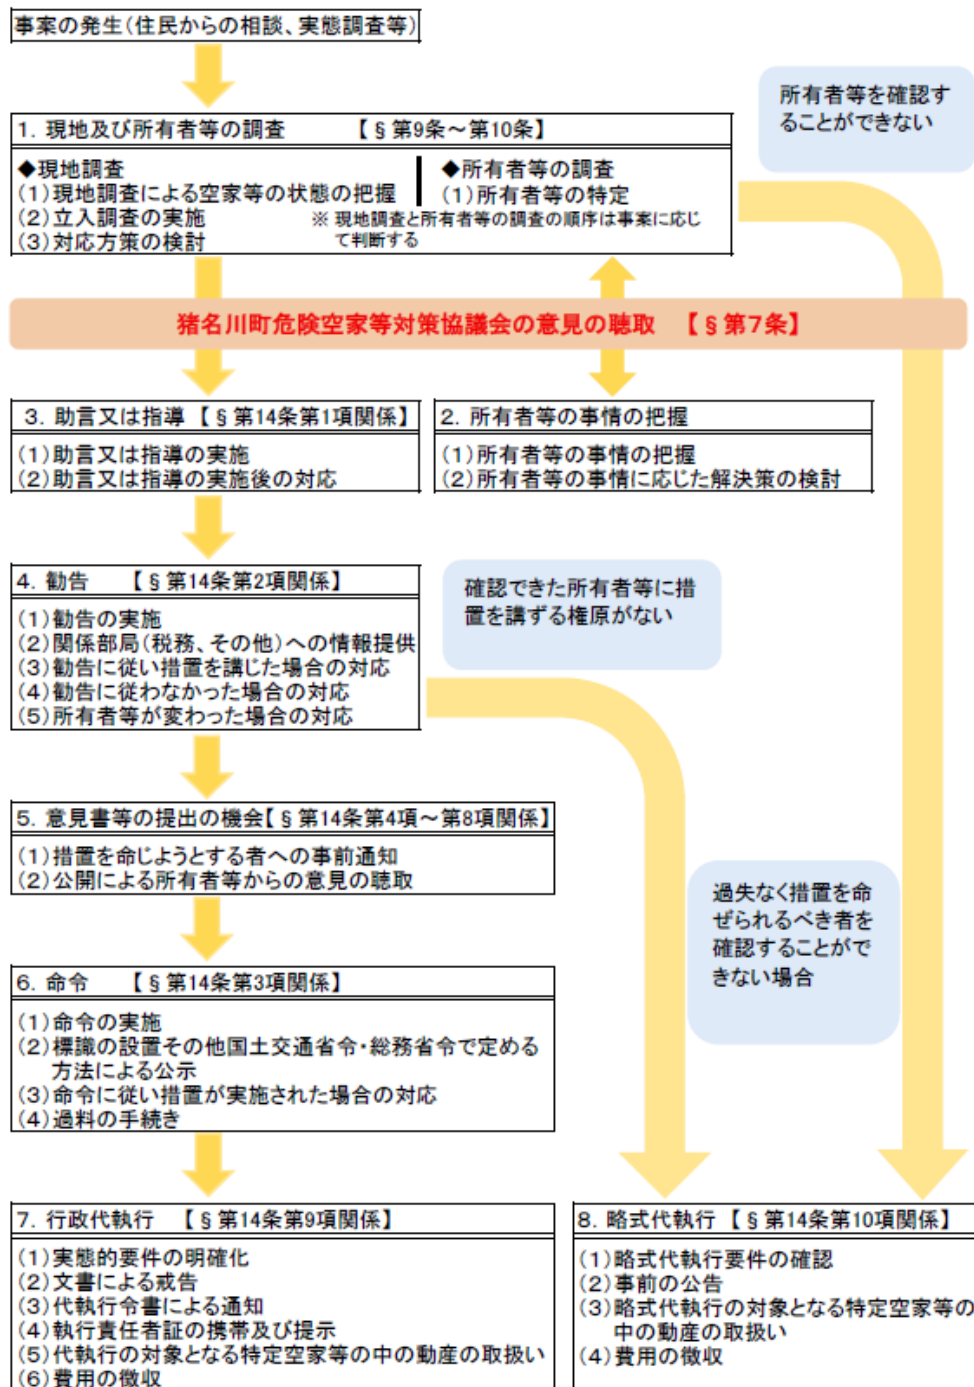 事案の発生(住民からの相談、実態調査等)
所有者等を確認す
ることができない
1. 現地及び所有者等の調査　【§第9条～第10条】
◆現地調査
(1)現地調査による空家等の状態の把握
(2)立入調査の実施
(3)対応方策の検討
◆所有者等の調査
(1)所有者等の特定
※ 現地調査と所有者等の調査の順序は事案に応じ
て判断する
猪名川町危険空家等対策協議会の意見の聴取　【§第7条】
3. 助言又は指導 【§第14条第1項関係】
(1)助言又は指導の実施
(2)助言又は指導の実施後の対応
2. 所有者等の事情の把握
(1)所有者等の事情の把握
(2)所有者等の事情に応じた解決策の検討
4. 勧告　【§第14条第2項関係】
(1)勧告の実施
(2)関係部局(税務、その他)への情報提供
(3)勧告に従い措置を講じた場合の対応
(4)勧告に従わなかった場合の対応
(5)所有者等が変わった場合の対応
確認できた所有者等に措
置を講ずる権原がない
5. 意見書等の提出の機会【§第14条第4項～第8項関係】
(1)措置を命じようとする者への事前通知
(2)公開による所有者等からの意見の聴取
過失なく措置を命
ぜられるべき者を
確認することがで
きない場合
6. 命令　【§第14条第3項関係】
(1)命令の実施
(2)標識の設置その他国土交通省令・総務省令で定める
方法による公示
(3)命令に従い措置が実施された場合の対応
(4)過料の手続き
7. 行政代執行　【§第14条第9項関係】
(1)実態的要件の明確化
(2)文書による戒告
(3)代執行令書による通知
(4)執行責任者証の携帯及び提示
(5)代執行の対象となる特定空家等の中の動産の取扱い
(6)費用の徴収
8. 略式代執行 【§第14条第10項関係】
(1)略式代執行要件の確認
(2)事前の公告
(3)略式代執行の対象となる特定空家等の
中の動産の取扱い
(4)費用の徴収